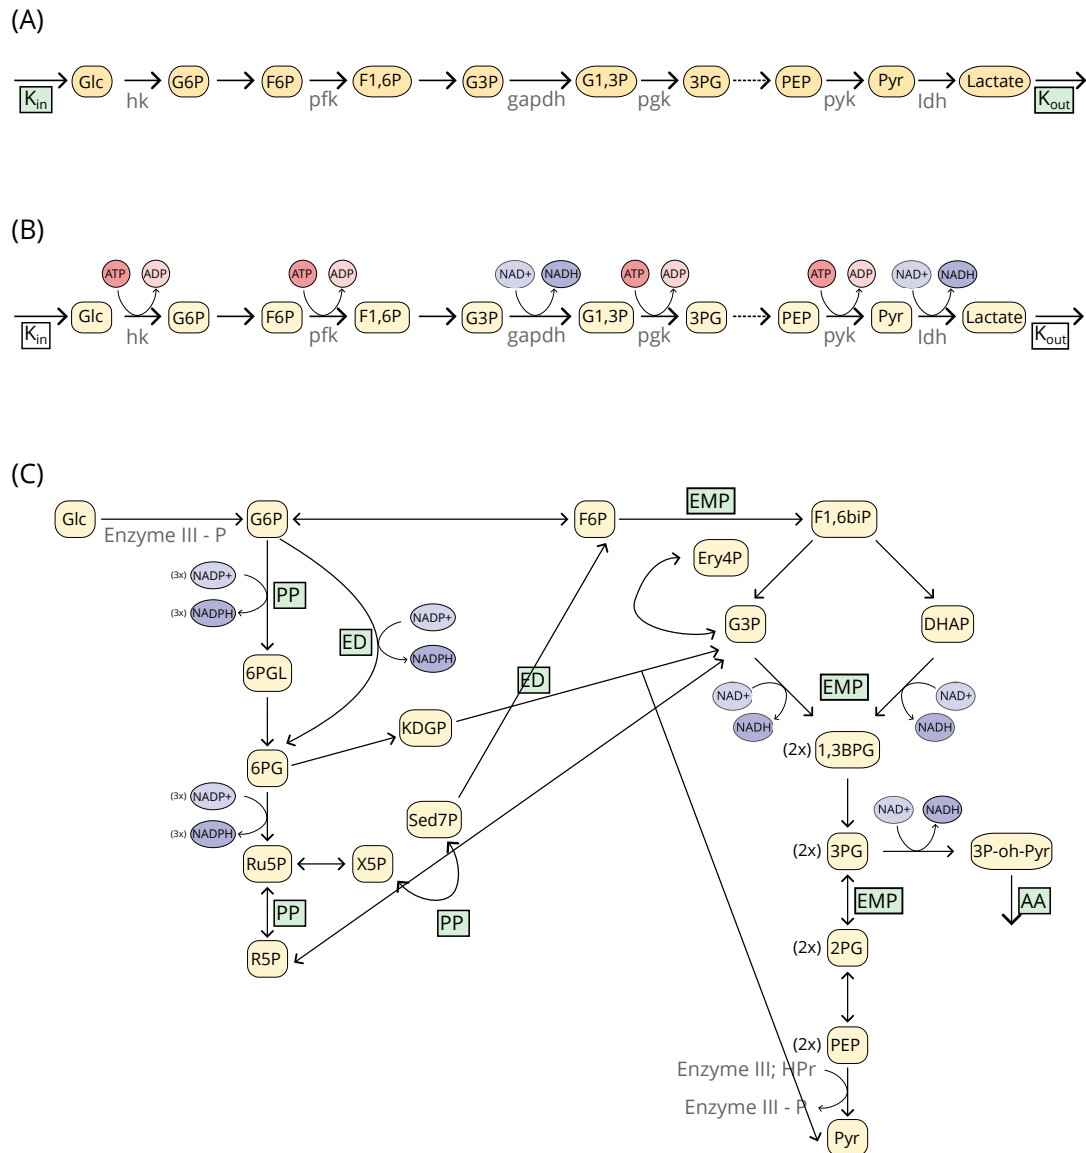 (A)
Glc G6P F6P F1,6P G3P G1,3P 3PG PEP Pyr Lactate
Kin hk pfk gapdh pgk pyk ldh Kout
(B)
ATP ADP ATP ADP NAD+ NADH ATP ADP ATP ADP NAD+ NADH
Glc G6P F6P F1,6P G3P G1,3P 3PG PEP Pyr Lactate
Kin hk pfk gapdh pgk pyk ldh Kout
(C)
EMP
Glc G6P F6P F1,6biP
Enzyme III - P
Ery4P
(3x) NADP+
PP
(3x) NADPH
NADP+
G3P DHAP
ED
NADPH
6PGL
ED
EMP
NAD+ NAD+
KDGP
NADH NADH
(2x) 1,3BPG
6PG
(3x) NADP+
NAD+ NADH
Sed7P
(3x) NADPH
(2x) 3PG 3P-oh-Pyr
Ru5P X5P
EMP AA
PP PP
(2x) 2PG
R5P
(2x) PEP
Enzyme III; HPr
Enzyme III - P
Pyr